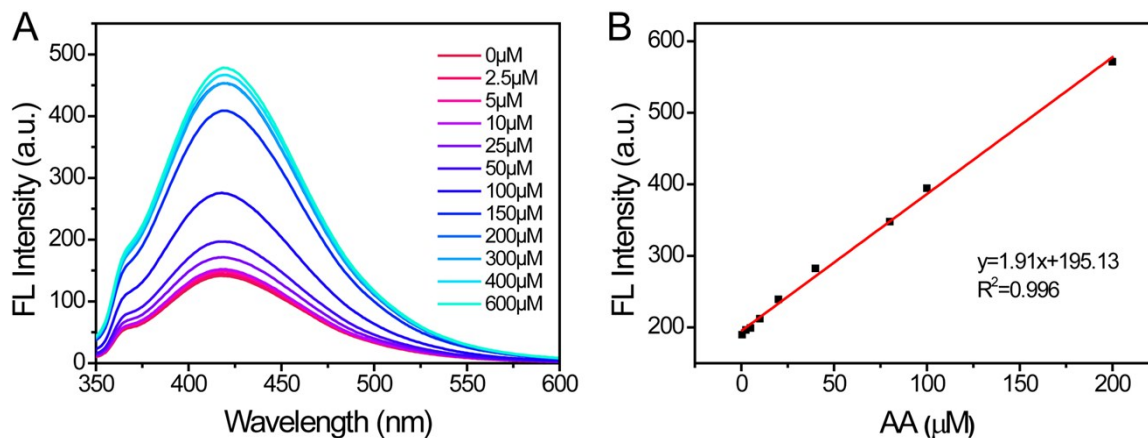 A
FL Intensity (a.u.)
500
400
300
200
100
0
350
400
450
500
550
600
Wavelength (nm)
0μM
2.5μM
5μM
10μM
25μM
50μM
100μM
150μM
200μM
300μM
400μM
600μM
B
FL Intensity (a.u.)
600
500
400
300
200
0
50
100
150
200
AA (μM)
y=1.91x+195.13
R²=0.996